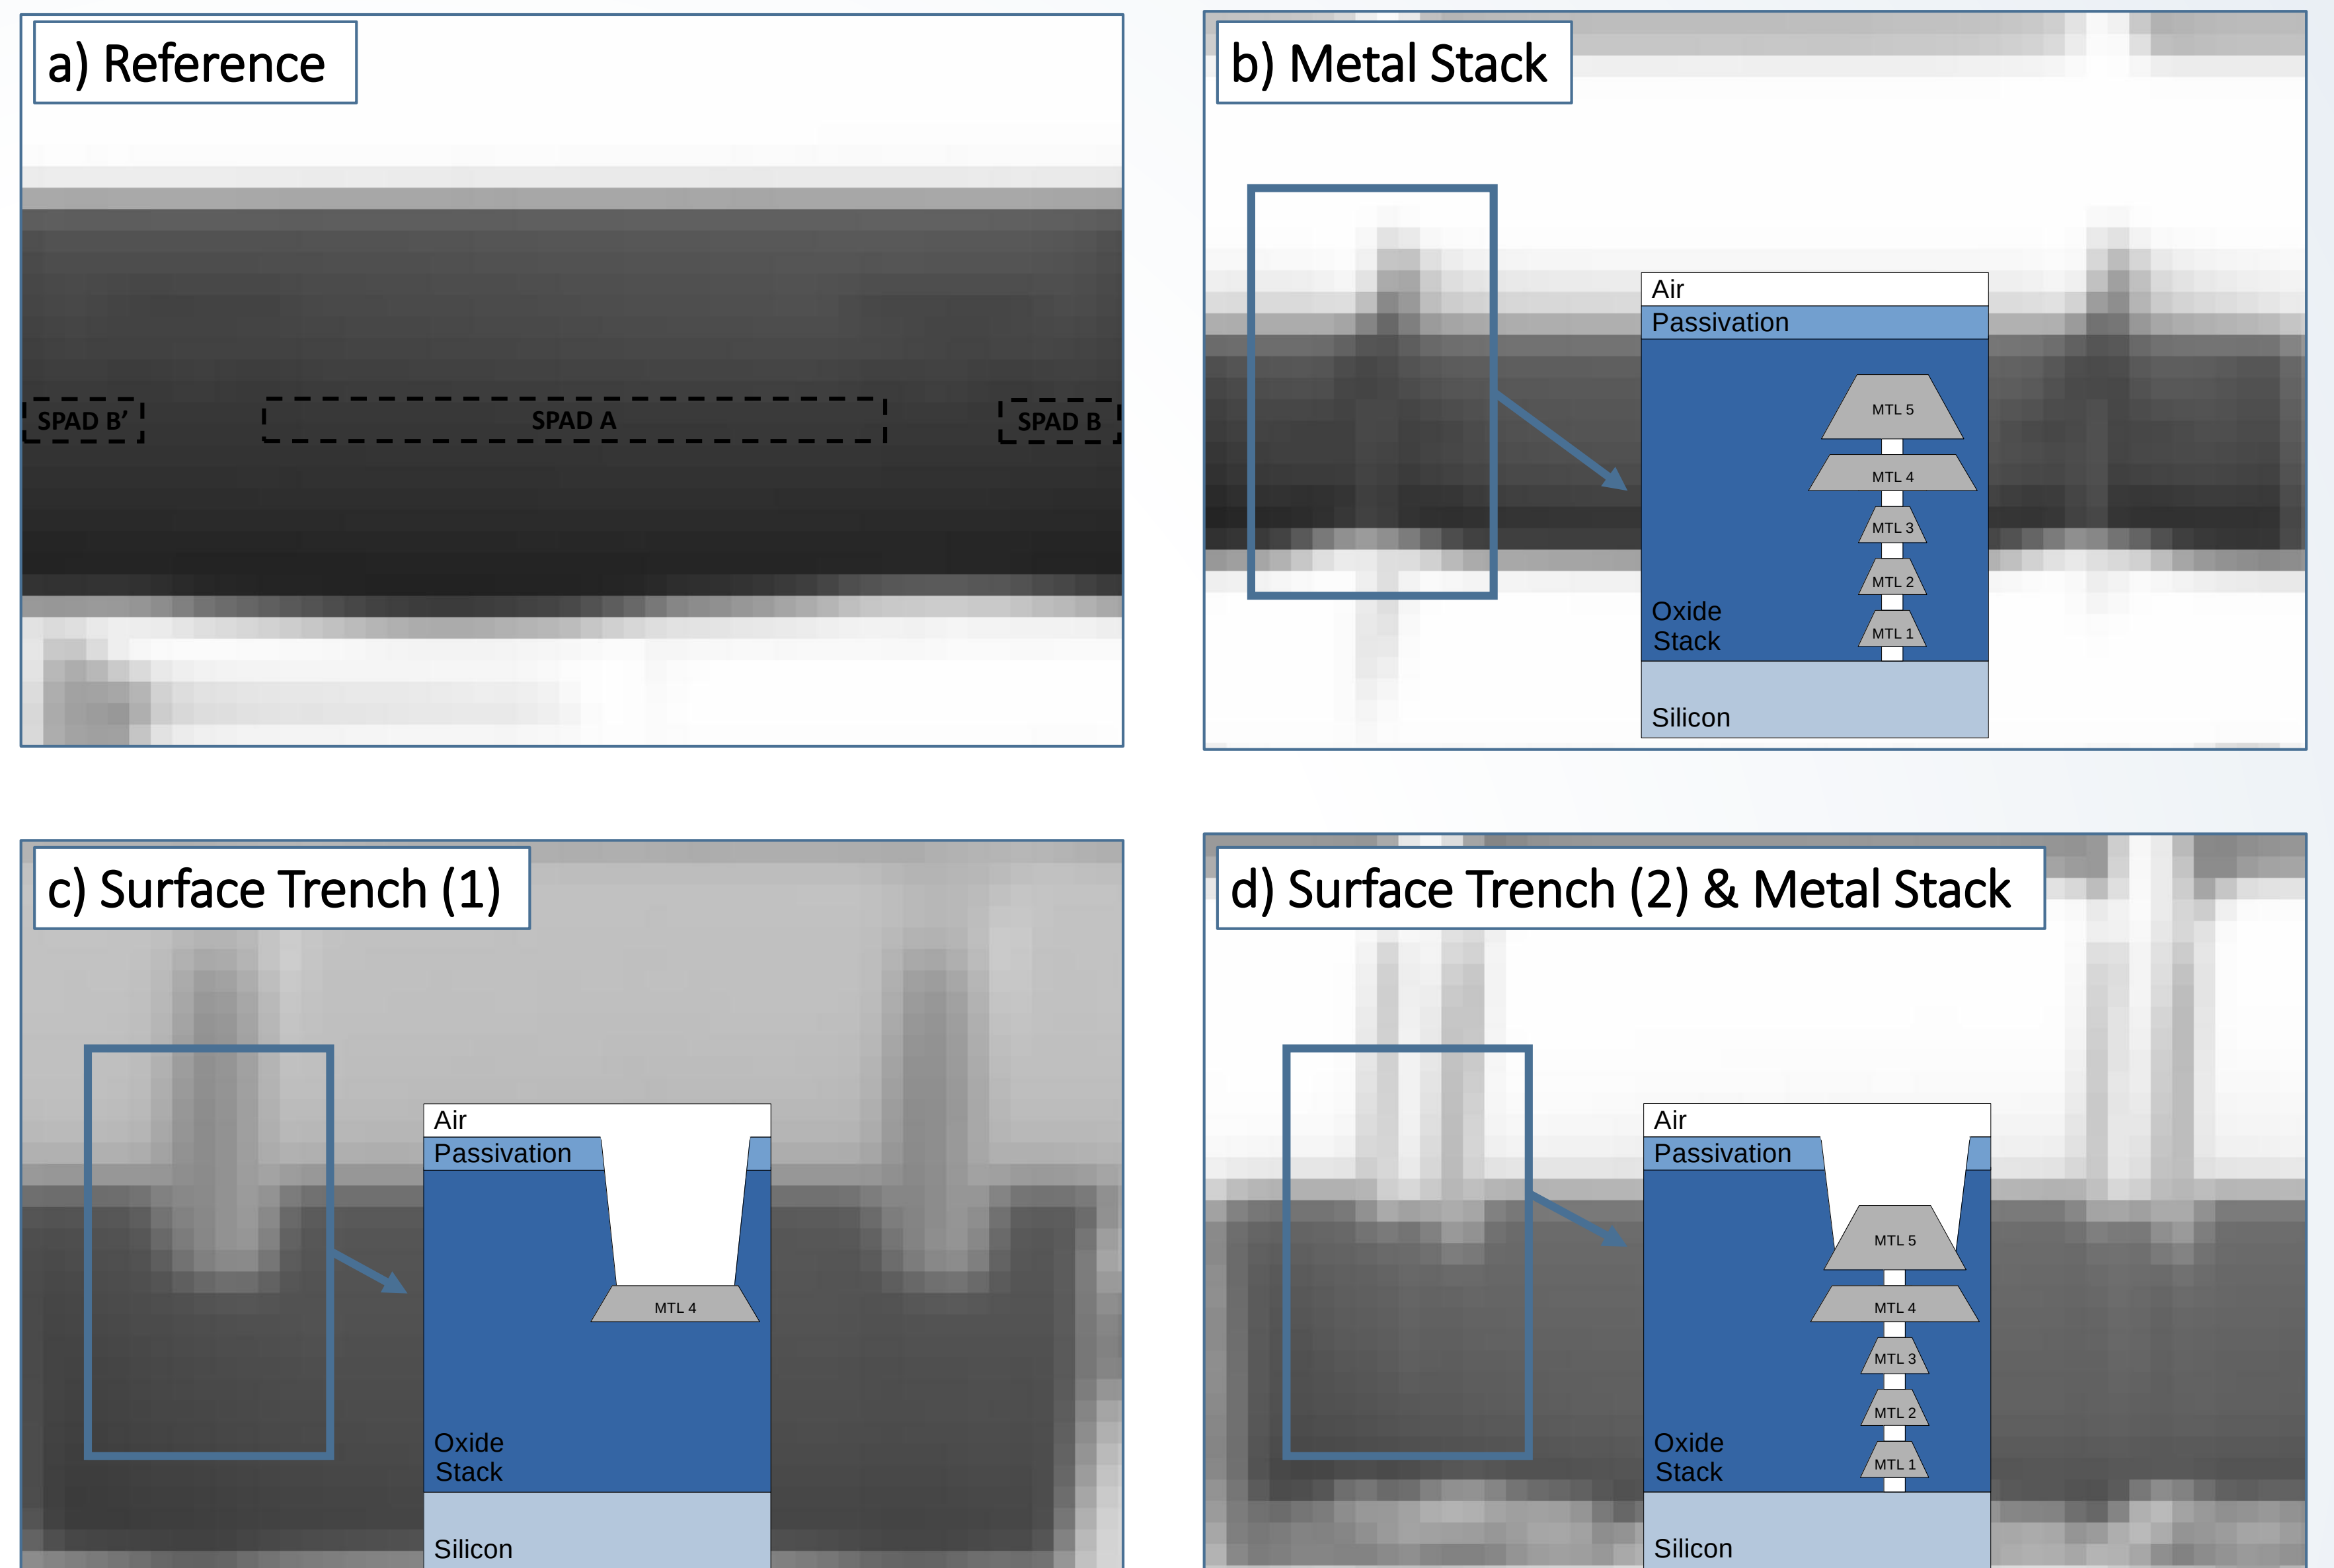 a) Reference
SPAD B’
SPAD A
SPAD B
b) Metal Stack
Air
Passivation
MTL 5
MTL 4
MTL 3
MTL 2
MTL 1
Oxide
Stack
Silicon
c) Surface Trench (1)
Air
Passivation
MTL 4
Oxide
Stack
Silicon
d) Surface Trench (2) & Metal Stack
Air
Passivation
MTL 5
MTL 4
MTL 3
MTL 2
MTL 1
Oxide
Stack
Silicon